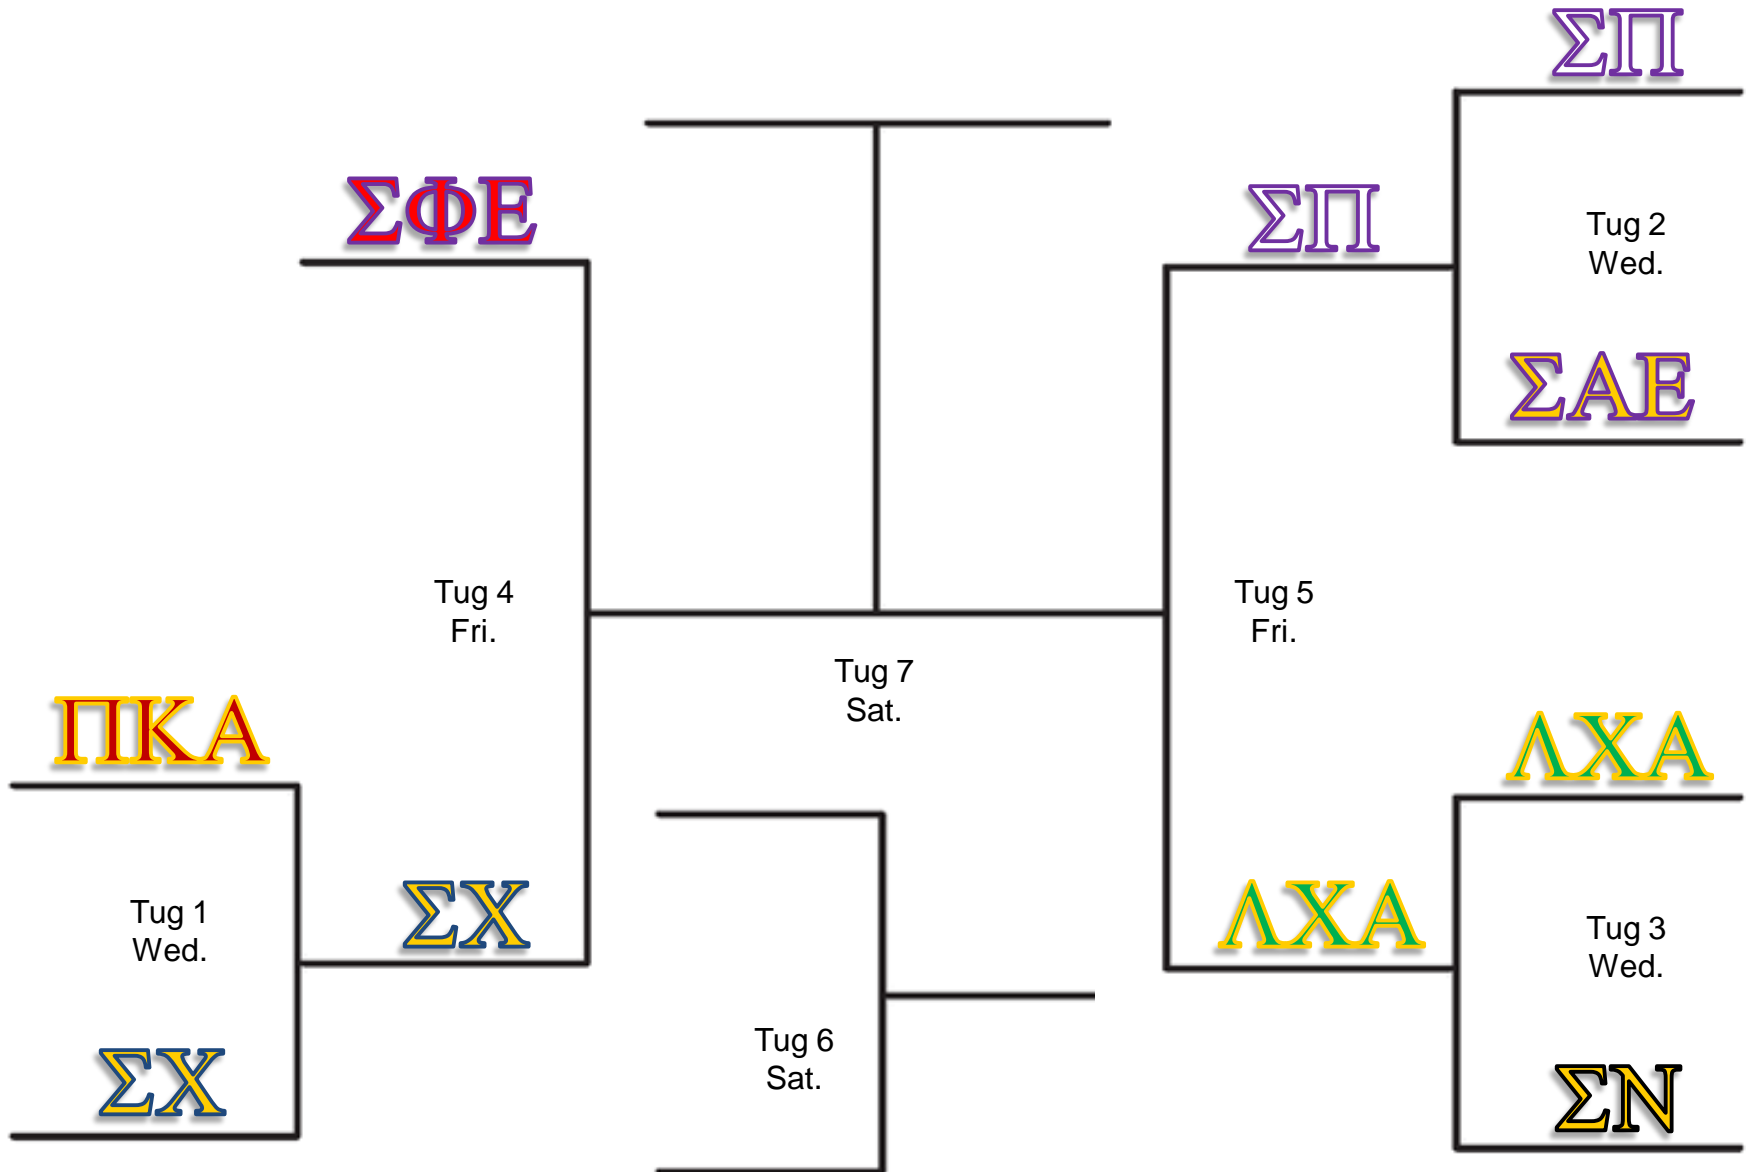 ΣΠ
ΣΦΕ
ΣΠ
Tug 2
Wed.
ΣΑΕ
Tug 4
Fri.
Tug 5
Fri.
Tug 7
Sat.
ΠΚΑ
ΛΧΑ
Tug 1
Wed.
ΣΧ
ΛΧΑ
Tug 3
Wed.
Tug 6
Sat.
ΣΧ
ΣΝ